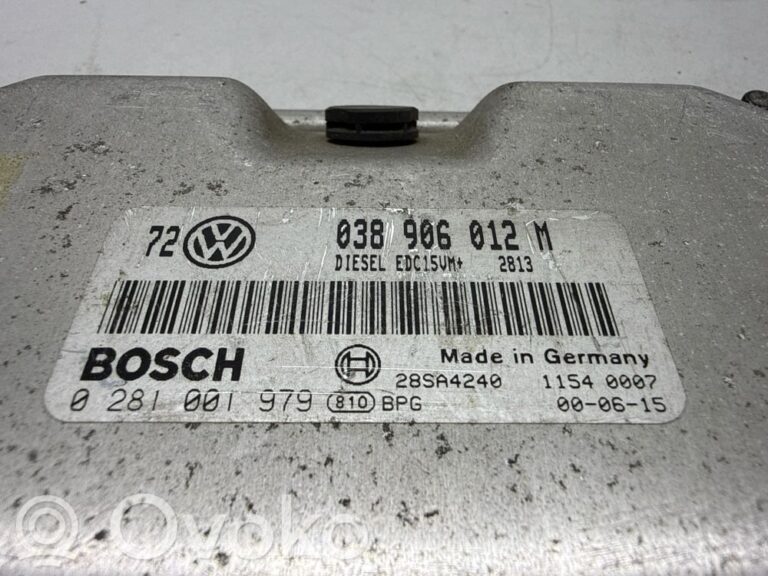 72 VW 038 906 012 M
DIESEL EDC15VM+ 2813
BOSCH Made in Germany
28SA4240 1154 0007
0 281 001 979 810 BPG 00-06-15
Ovoko